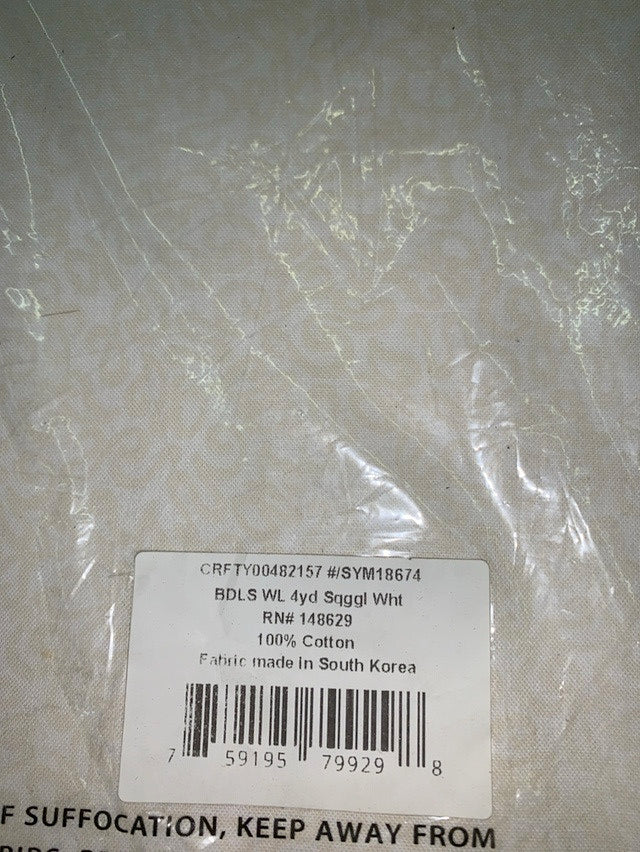 CRFTY00482157 #/SYM18674
BDLS WL 4yd Sqggl Wht
RN# 148629
100% Cotton
Fabric made In South Korea
7 59195 79929 8
F SUFFOCATION, KEEP AWAY FROM